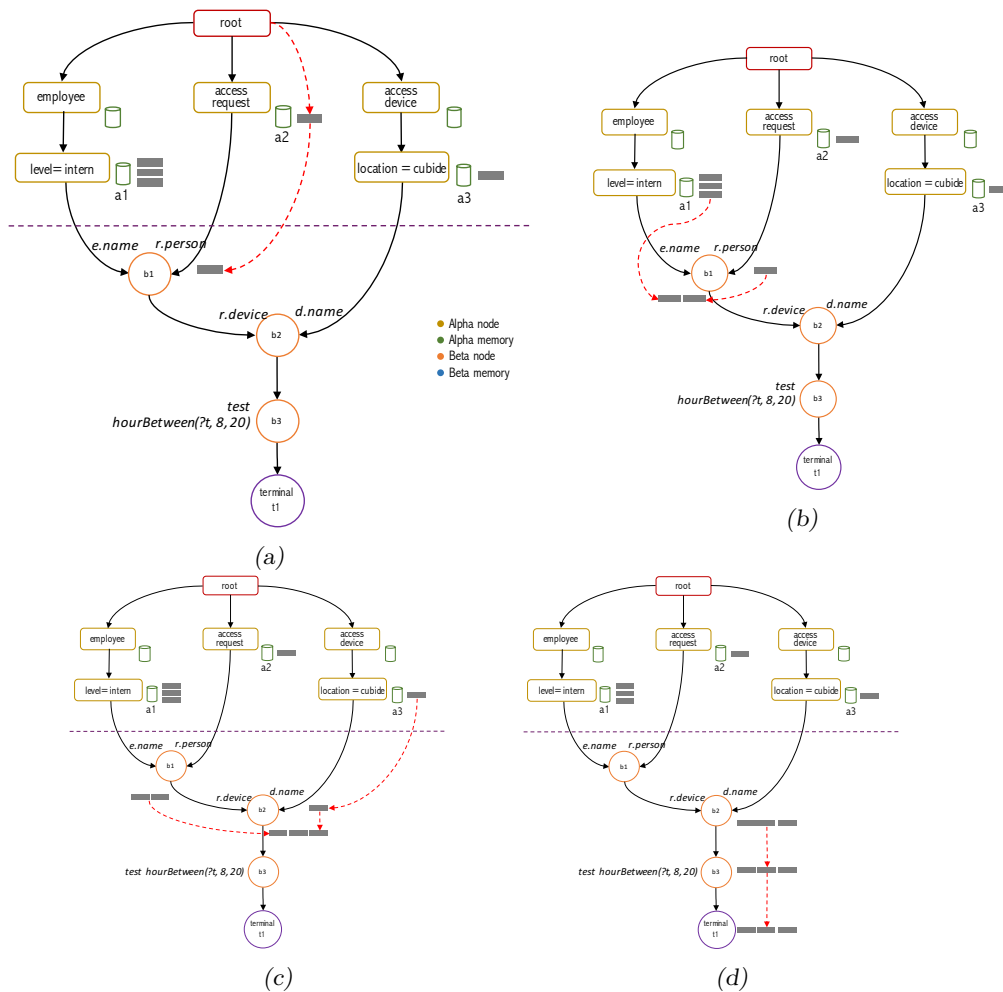 root
employee
access
request
access
device
a2
level=intern
location = cubide
a1
a3
e.name
r.person
b1
r.device
d.name
b2
Alpha node
Alpha memory
Beta node
Beta memory
test
hourBetween(?t, 8,20)
b3
terminal
t1
(a)
root
employee
access
request
access
device
a2
level=intern
location = cubide
a1
a3
e.name
r.person
b1
r.device
d.name
b2
test
hourBetween(?t, 8,20)
b3
terminal
t1
(b)
root
employee
access
request
access
device
a2
level=intern
location = cubide
a1
a3
e.name
r.person
b1
r.device
d.name
b2
test hourBetween(?t, 8,20)
b3
terminal
t1
(c)
root
employee
access
request
access
device
a2
level=intern
location = cubide
a1
a3
e.name
r.person
b1
r.device
d.name
b2
test hourBetween(?t, 8,20)
b3
terminal
t1
(d)